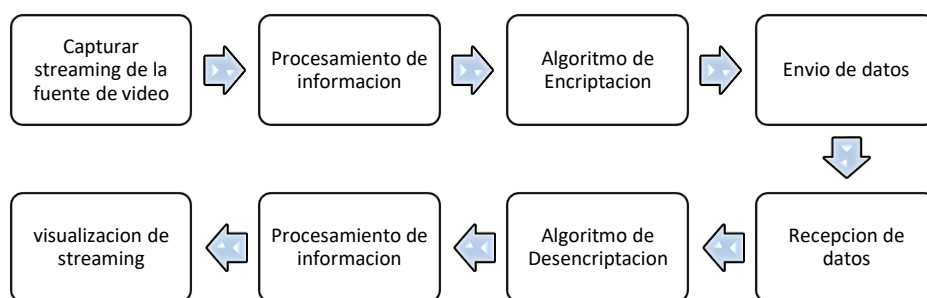 Capturar
streaming de la
fuente de video
Procesamiento de
informacion
Algoritmo de
Encriptacion
Envio de datos
visualizacion de
streaming
Procesamiento de
informacion
Algoritmo de
Desencriptacion
Recepcion de
datos